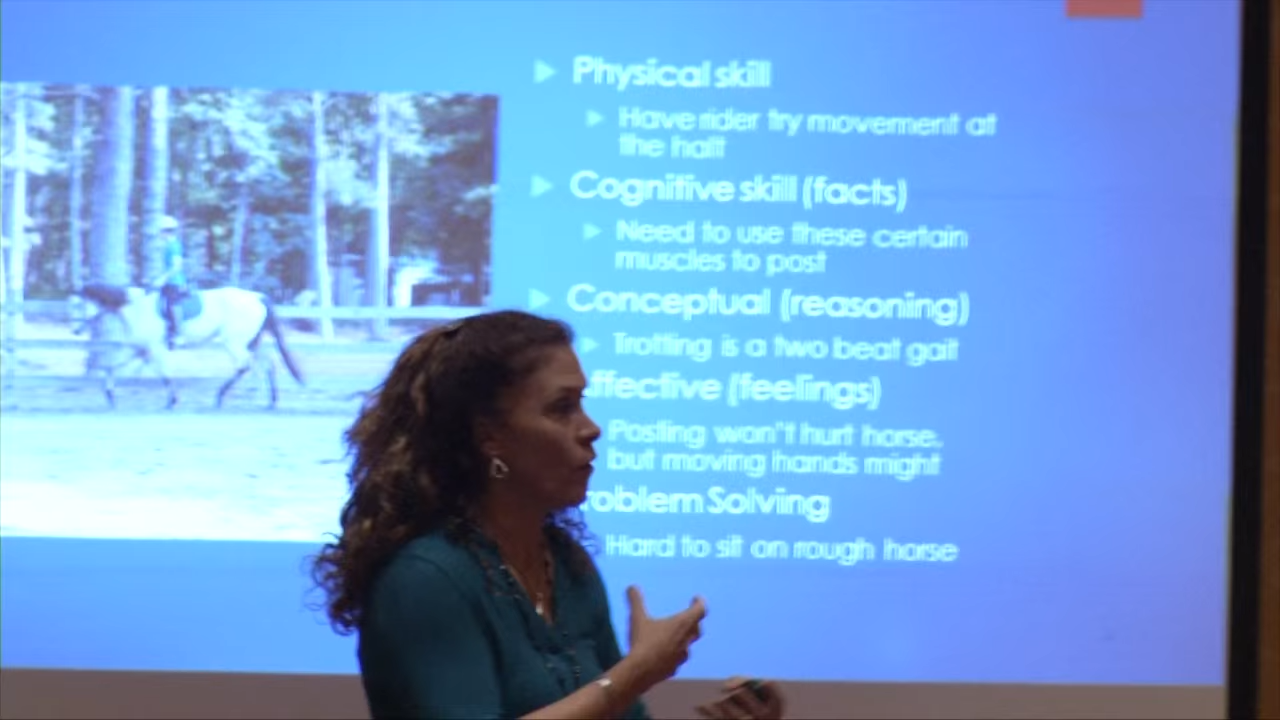 Physical skill
Have rider try movement at
the halt
Cognitive skill (facts)
Need to use these certain
muscles to post
Conceptual (reasoning)
Trotting is a two beat gait
ffective (feelings)
Posting won't hurt horse,
but moving hands might
roblem Solving
Hard to sit on rough horse